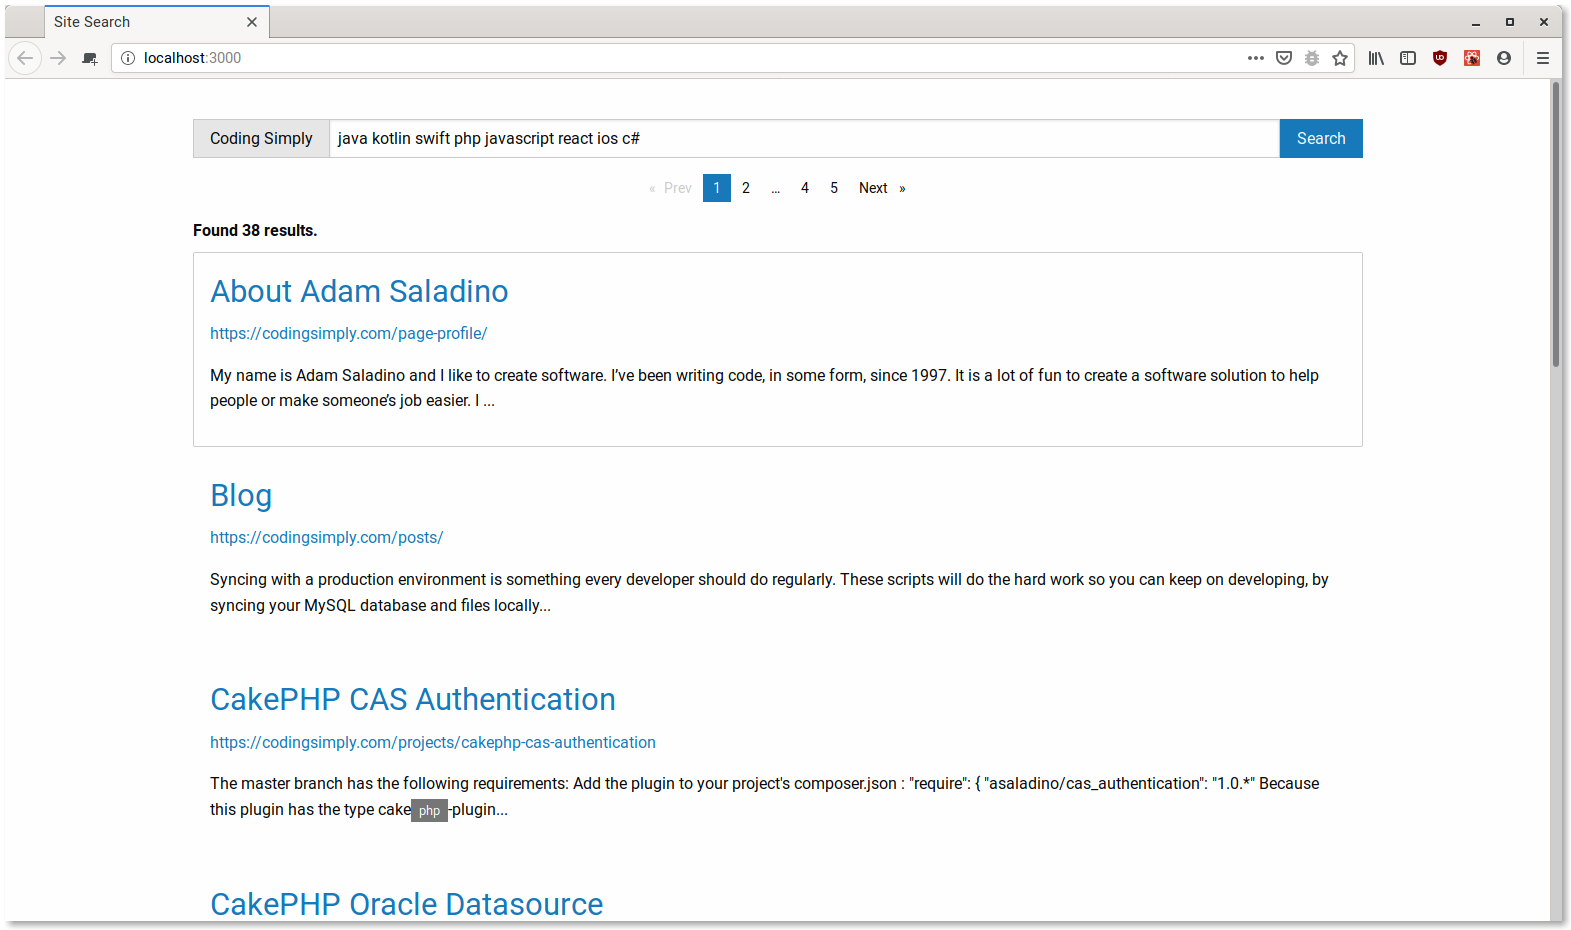 Site Search
localhost:3000
Coding Simply java kotlin swift php javascript react ios c# Search
« Prev 1 2 ... 4 5 Next »
Found 38 results.
About Adam Saladino
https://codingsimply.com/page-profile/
My name is Adam Saladino and I like to create software. I’ve been writing code, in some form, since 1997. It is a lot of fun to create a software solution to help
people or make someone’s job easier. I ...
Blog
https://codingsimply.com/posts/
Syncing with a production environment is something every developer should do regularly. These scripts will do the hard work so you can keep on developing, by
syncing your MySQL database and files locally...
CakePHP CAS Authentication
https://codingsimply.com/projects/cakephp-cas-authentication
The master branch has the following requirements: Add the plugin to your project's composer.json : "require": { "asaladino/cas_authentication": "1.0.*" Because
this plugin has the type cakephp-plugin...
CakePHP Oracle Datasource